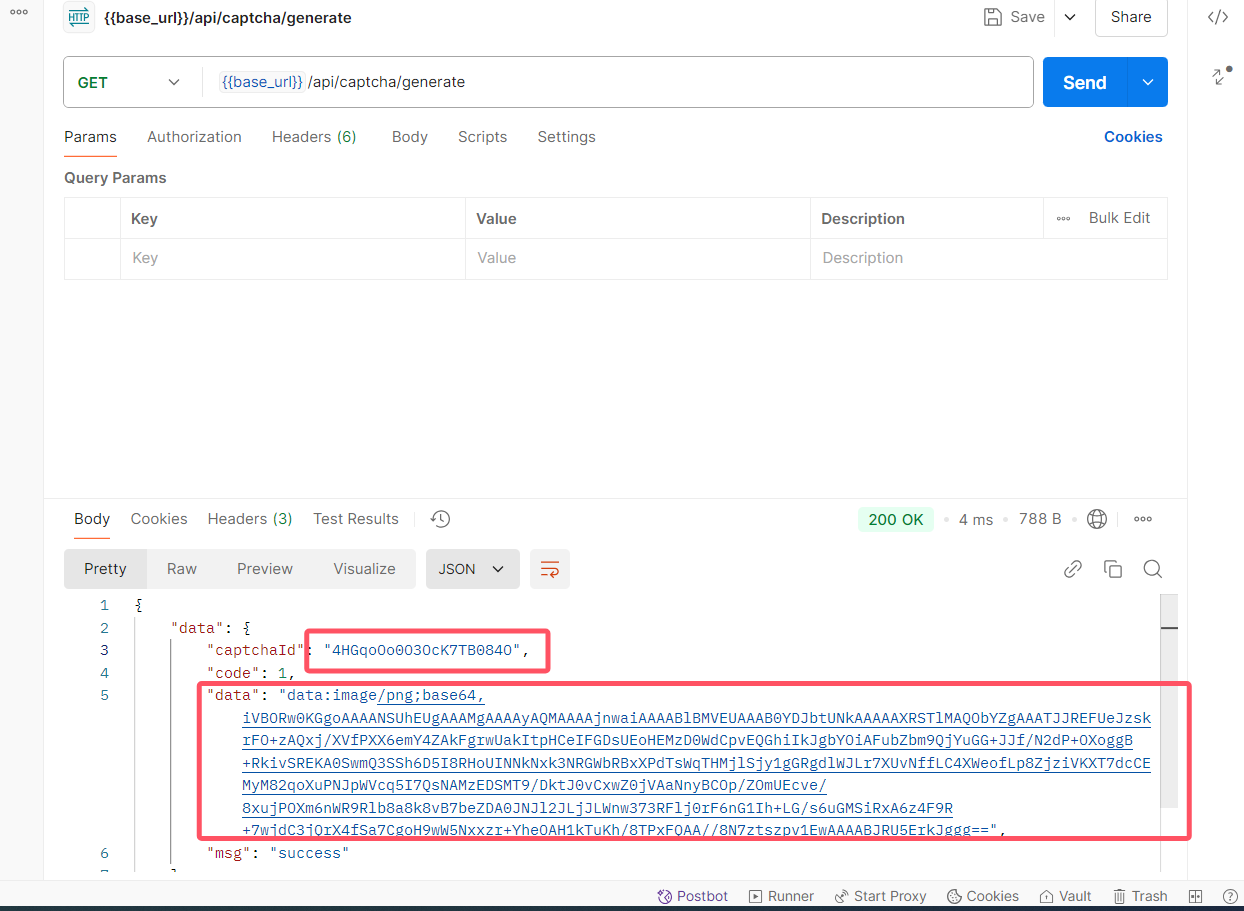 HTTP {{base_url}}/api/captcha/generate Save Share
GET {{base_url}} /api/captcha/generate Send
Params Authorization Headers (6) Body Scripts Settings Cookies
Query Params
Key Value Description Bulk Edit
Key Value Description
Body Cookies Headers (3) Test Results 200 OK 4 ms 788 B
Pretty Raw Preview Visualize JSON
1 {
2 "data": {
3 "captchaId": "4HGqoOo0O3OcK7TB084O",
4 "code": 1,
5 "data": "data:image/png;base64,
iVBORw0KGgoAAAANSUhEUgAAAMgAAAAyAQMAAAAjnwaiAAAABlBMVEUAAAB0YDJbtUNkAAAAAXRSTlMAQObYZgAAATJJREFUeJzsk
rFO+zAQxj/XVfPXX6emY4ZAkFgrwUakItpHCeIFGDsUEoHEMzD0WdCpvEQGhiIkJgbYOiAFubZbm9QjYuGG+JJf/N2dP+OXoggB
+RkivSREKA0SwmQ3SSh6D5I8RHoUINNkNxk3NRGWbRBxXPdTsWqTHMjlSjy1gGRgdlWJLr7XUvNffLC4XWeofLp8ZjziVKXT7dcCE
MyM82qoXuPNJpWVcq5I7QsNAMzEDSMT9/DktJ0vCxwZ0jVAaNnyBCOp/ZOmUEcve/
8xujPOXm6nWR9Rlb8a8k8vB7beZDA0JNJl2JLjJLWnw373RFlj0rF6nG1Ih+LG/s6uGMSiRxA6z4F9R
+7wjdC3jQrX4fSa7CgoH9wW5Nxxzr+YheOAH1kTuKh/8TPxFQAA//8N7ztszpv1EwAAAABJRU5ErkJggg==",
6 "msg": "success"
Postbot Runner Start Proxy Cookies Vault Trash